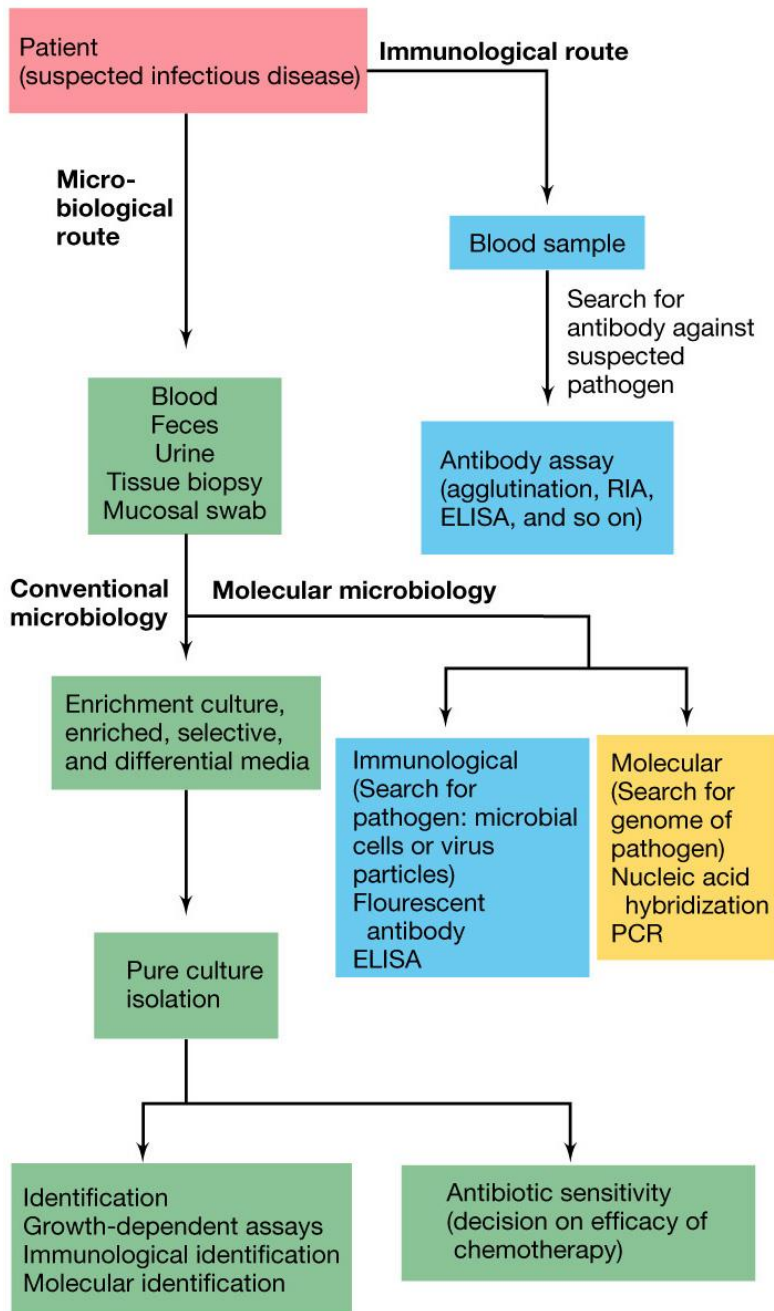 Patient
(suspected infectious disease)
Immunological route
Micro-
biological
route
Blood sample
Search for
antibody against
suspected
pathogen
Blood
Feces
Urine
Tissue biopsy
Mucosal swab
Antibody assay
(agglutination, RIA,
ELISA, and so on)
Conventional
microbiology
Molecular microbiology
Enrichment culture,
enriched, selective,
and differential media
Immunological
(Search for
pathogen: microbial
cells or virus
particles)
Flourescent
antibody
ELISA
Molecular
(Search for
genome of
pathogen)
Nucleic acid
hybridization
PCR
Pure culture
isolation
Identification
Growth-dependent assays
Immunological identification
Molecular identification
Antibiotic sensitivity
(decision on efficacy of
chemotherapy)